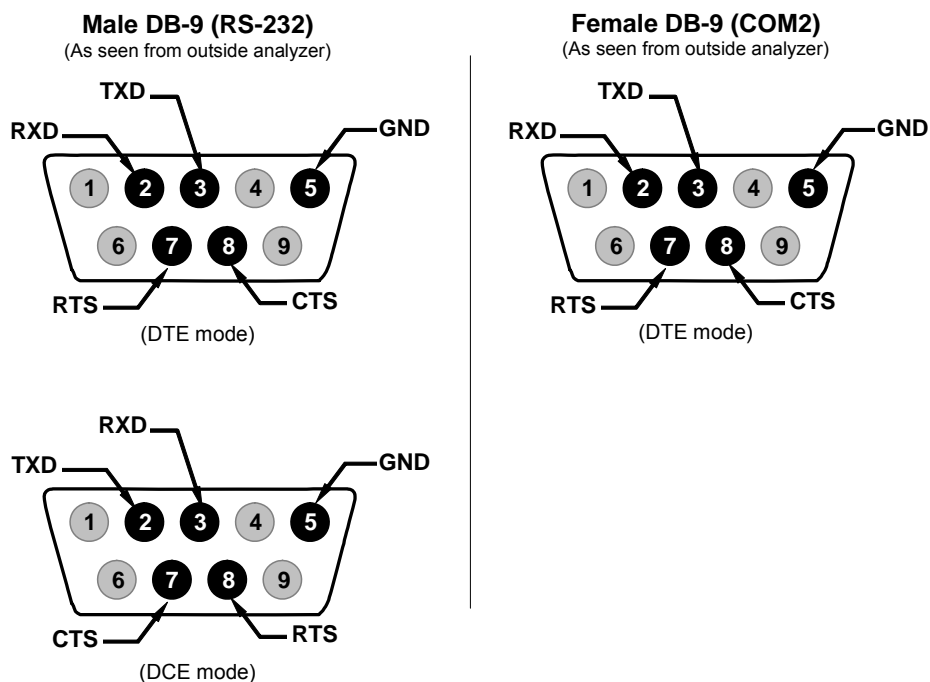 Male DB-9 (RS-232)
(As seen from outside analyzer)
TXD
RXD
GND
1 2 3 4 5
6 7 8 9
RTS
CTS
(DTE mode)
RXD
TXD
GND
1 2 3 4 5
6 7 8 9
CTS
RTS
(DCE mode)
Female DB-9 (COM2)
(As seen from outside analyzer)
TXD
RXD
GND
1 2 3 4 5
6 7 8 9
RTS
CTS
(DTE mode)